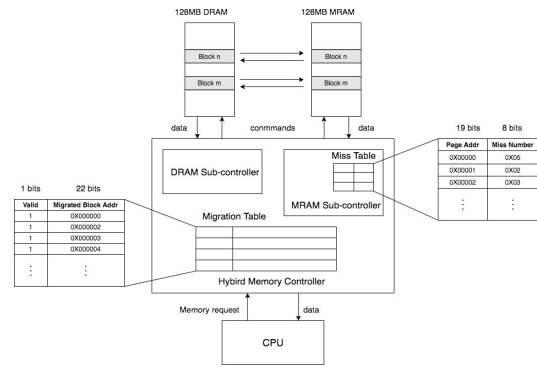 128MB DRAM
128MB MRAM
Block n
Block n
Block m
Block m
data
conmmands
data
DRAM Sub-controller
Miss Table
MRAM Sub-controller
19 bits
8 bits
Page Addr
Miss Number
0X00000
0X05
0X00001
0X02
0X00002
0X03
1 bits
22 bits
Valid
Migrated Block Addr
1
0X000000
1
0X000002
1
0X000003
1
0X000004
Migration Table
Hybird Memory Controller
Memory request
data
CPU